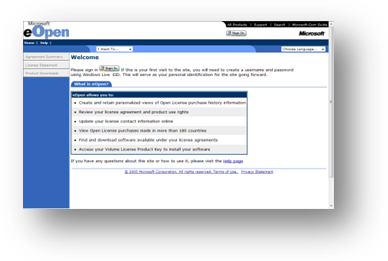 All Products | Support | Search | Microsoft.com Guide
Microsoft
eOpen
Sign In
Microsoft
Home | Help |
I Want To...
Choose Language...
Agreement Summary
License Statement
Product Downloads
Welcome
Please sign in Sign In. If this is your first visit to the site, you will need to create a username and password
using Windows Live ID. This will serve as your personal identification for the site going forward.
What is eOpen?
eOpen allows you to:
• Create and retain personalized views of Open License purchase history information
• Review your license agreement and product use rights
• Update your license contact information online
• View Open License purchases made in more than 180 countries
• Find and download software available under your license agreements
• Access your Volume License Product Key to install your software
If you have any questions about this site or how to use it, please visit the Help page
© 2005 Microsoft Corporation. All rights reserved. Terms of Use. Privacy Statement